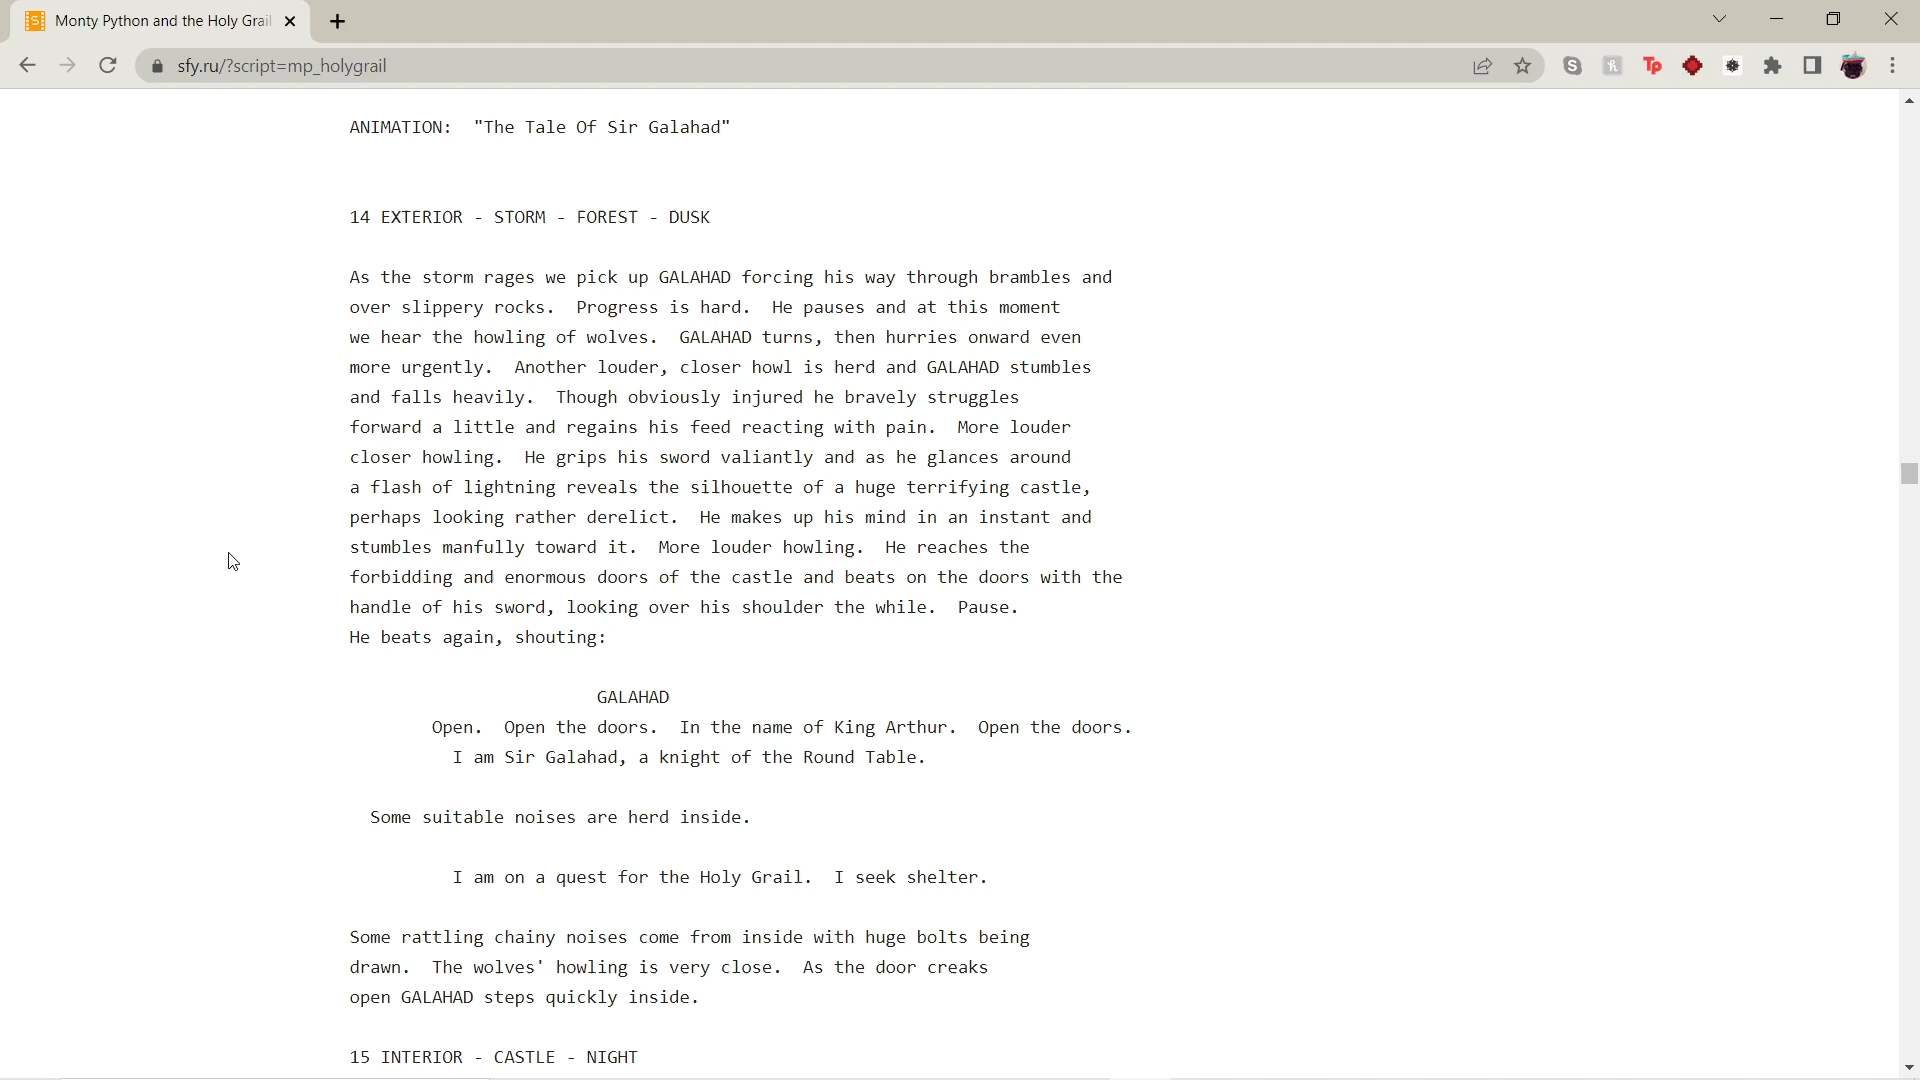 Monty Python and the Holy Grail
sfy.ru/?script=mp_holygrail
ANIMATION:  "The Tale Of Sir Galahad"
14 EXTERIOR - STORM - FOREST - DUSK
As the storm rages we pick up GALAHAD forcing his way through brambles and
over slippery rocks.  Progress is hard.  He pauses and at this moment
we hear the howling of wolves.  GALAHAD turns, then hurries onward even
more urgently.  Another louder, closer howl is herd and GALAHAD stumbles
and falls heavily.  Though obviously injured he bravely struggles
forward a little and regains his feed reacting with pain.  More louder
closer howling.  He grips his sword valiantly and as he glances around
a flash of lightning reveals the silhouette of a huge terrifying castle,
perhaps looking rather derelict.  He makes up his mind in an instant and
stumbles manfully toward it.  More louder howling.  He reaches the
forbidding and enormous doors of the castle and beats on the doors with the
handle of his sword, looking over his shoulder the while.  Pause.
He beats again, shouting:
GALAHAD
Open.  Open the doors.  In the name of King Arthur.  Open the doors.
I am Sir Galahad, a knight of the Round Table.
Some suitable noises are herd inside.
I am on a quest for the Holy Grail.  I seek shelter.
Some rattling chainy noises come from inside with huge bolts being
drawn.  The wolves' howling is very close.  As the door creaks
open GALAHAD steps quickly inside.
15 INTERIOR - CASTLE - NIGHT